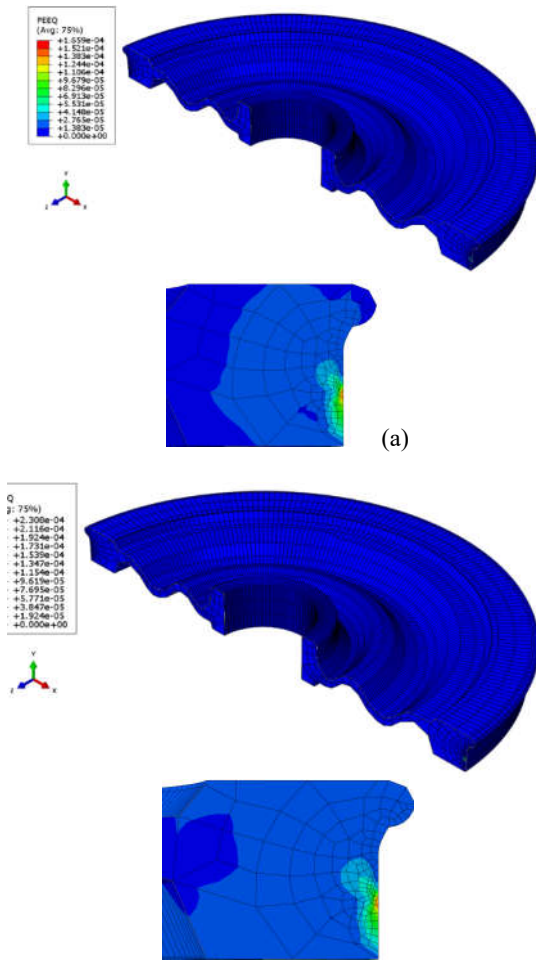 PEEQ
(Avg: 75%)
+1.659e-04
+1.521e-04
+1.383e-04
+1.244e-04
+1.106e-04
+9.679e-05
+8.296e-05
+6.913e-05
+5.531e-05
+4.148e-05
+2.765e-05
+1.383e-05
+0.000e+00
Y
Z
X
(a)
Q
g: 75%)
+2.308e-04
+2.116e-04
+1.924e-04
+1.731e-04
+1.539e-04
+1.347e-04
+1.154e-04
+9.619e-05
+7.695e-05
+5.771e-05
+3.847e-05
+1.924e-05
+0.000e+00
Y
Z
X